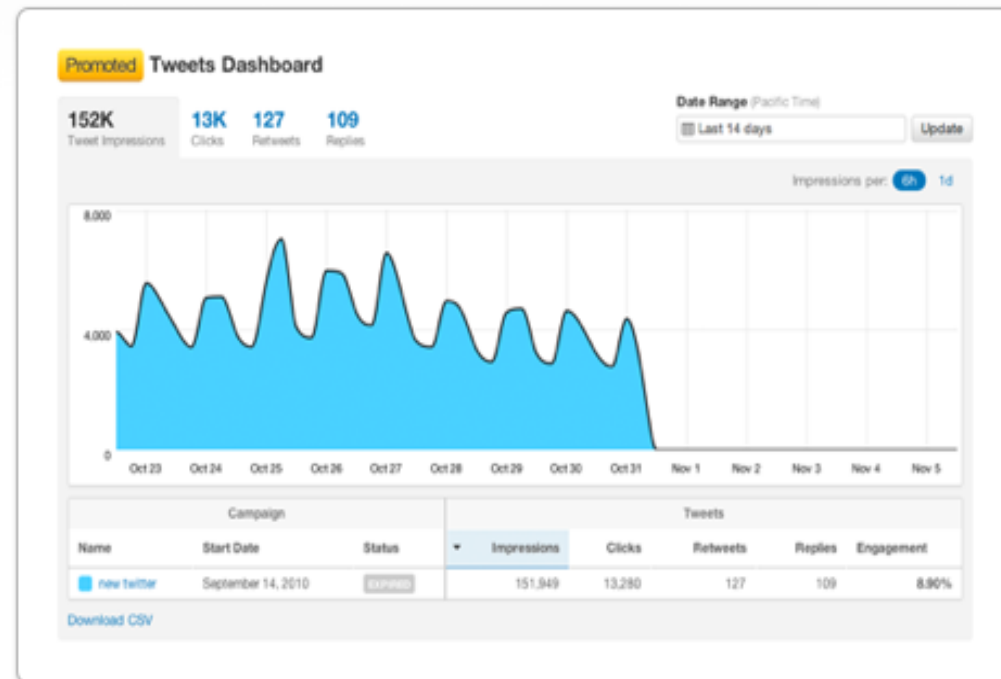 Promoted Tweets Dashboard
152K 13K 127 109
Tweet Impressions Clicks Retweets Replies
Date Range (Pacific Time)
Last 14 days Update
Impressions per: 6h 1d
8,000
4,000
0
Oct 23 Oct 24 Oct 25 Oct 26 Oct 27 Oct 28 Oct 29 Oct 30 Oct 31 Nov 1 Nov 2 Nov 3 Nov 4 Nov 5
Campaign Tweets
Name Start Date Status Impressions Clicks Retweets Replies Engagement
new twitter September 14, 2010 EXPIRED 151,949 13,280 127 109 8.90%
Download CSV